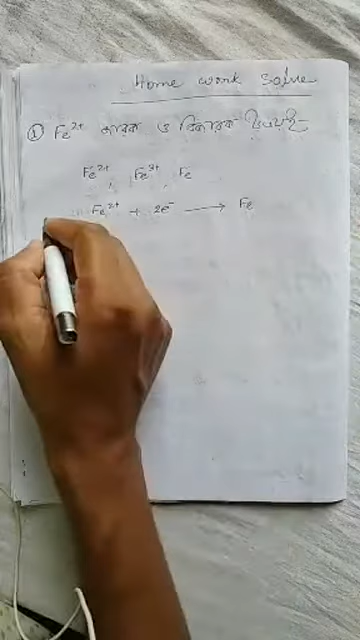 Home work Solve
① Fe²⁺ জারক ও বিজারক উভয়ই-
Fe²⁺, Fe³⁺, Fe
Fe²⁺ + 2e⁻ ⟶ Fe